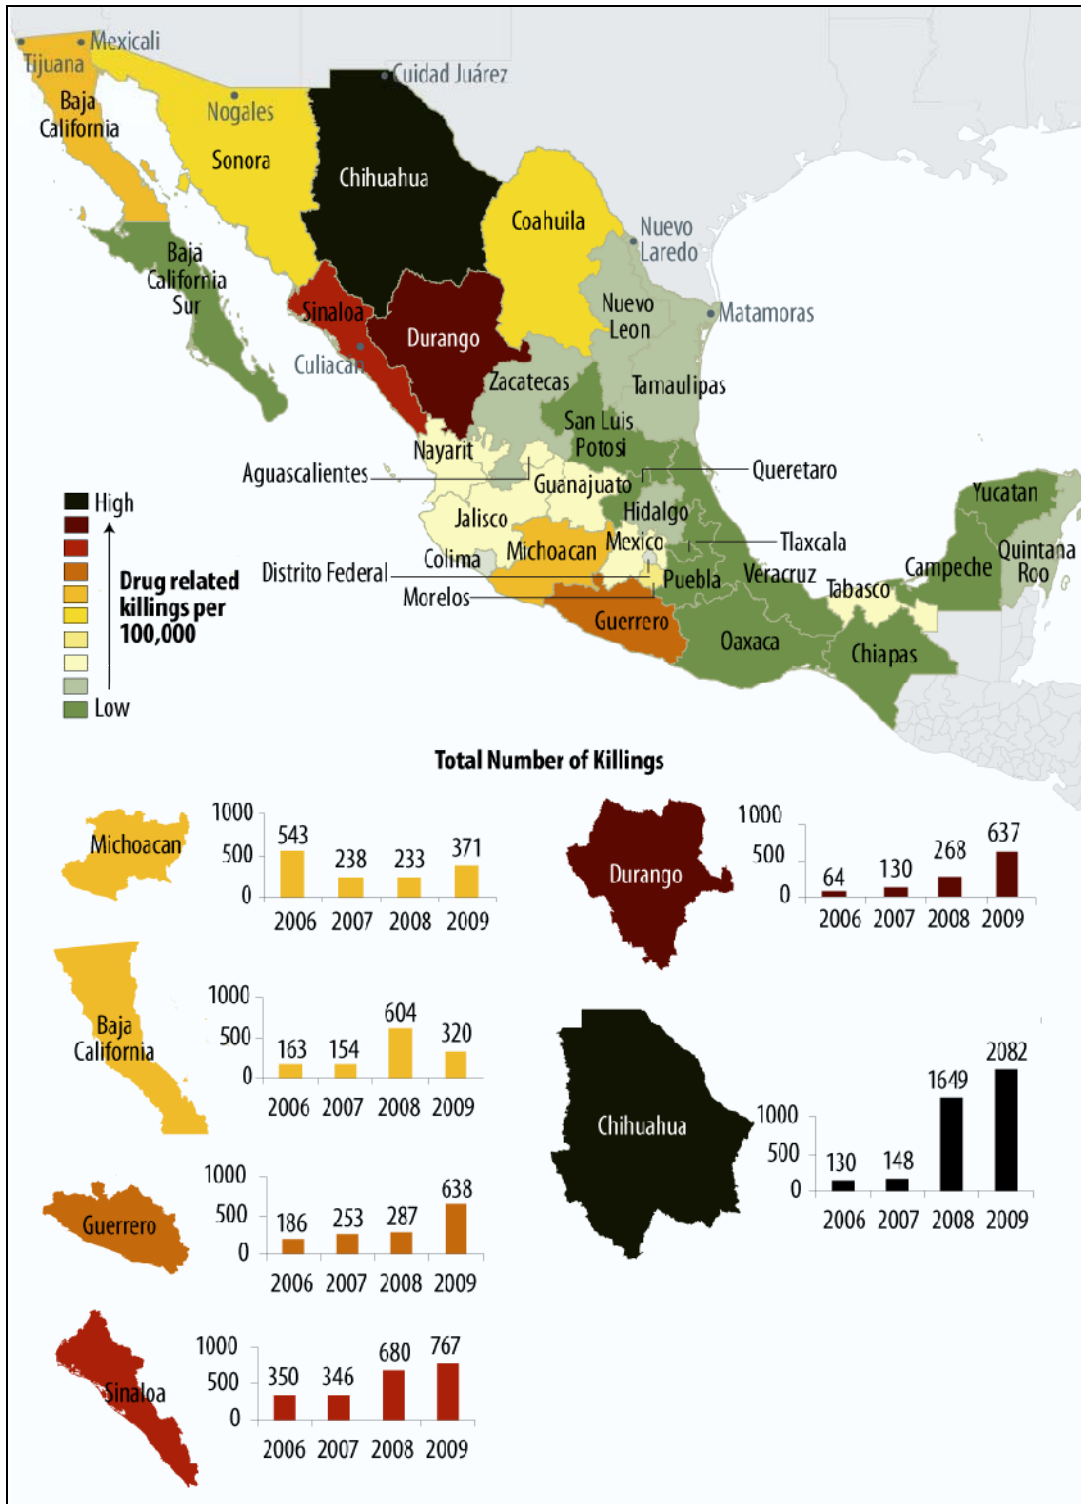 Mexicali
Tijuana
Cuidad Juárez
Baja
California
Nogales
Sonora
Chihuahua
Coahuila
Nuevo
Laredo
Baja
California
Sur
Sinaloa
Nuevo
Leon
Matamoras
Durango
Culiacan
Zacatecas
Tamaulipas
San Luis
Potosi
Nayarit
Aguascalientes
Queretaro
Guanajuato
Yucatan
High
Hidalgo
Jalisco
Mexico
Tlaxcala
Colima
Michoacan
Quintana
Roo
Campeche
Distrito Federal
Puebla
Veracruz
Tabasco
Drug related
killings per
100,000
Morelos
Guerrero
Oaxaca
Chiapas
Low
Total Number of Killings
Michoacan
1000
500
0
543
238
233
371
2006 2007 2008 2009
Durango
1000
500
0
64
130
268
637
2006 2007 2008 2009
Baja
California
1000
500
0
163
154
604
320
2006 2007 2008 2009
Chihuahua
1000
500
0
130
148
1649
2082
2006 2007 2008 2009
Guerrero
1000
500
0
186
253
287
638
2006 2007 2008 2009
Sinaloa
1000
500
0
350
346
680
767
2006 2007 2008 2009